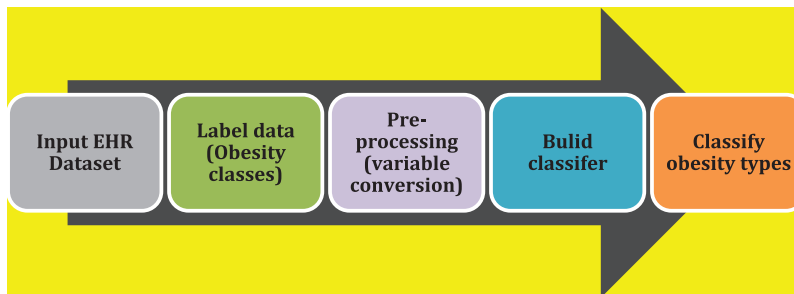 Input EHR
Dataset
Label data
(Obesity
classes)
Pre-
processing
(variable
conversion)
Bulid
classifer
Classify
obesity types